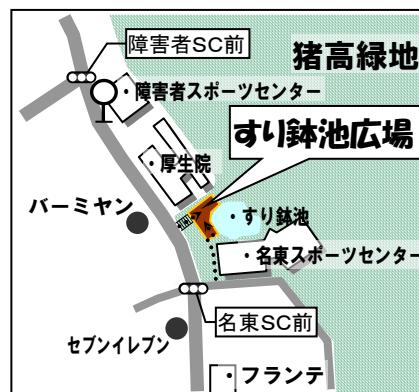 障害者SC前
猪高緑地
・障害者スポーツセンター
すり鉢池広場
・厚生院
バーミヤン
・すり鉢池
・名東スポーツセンター
名東SC前
セブンイレブン
・フランテ